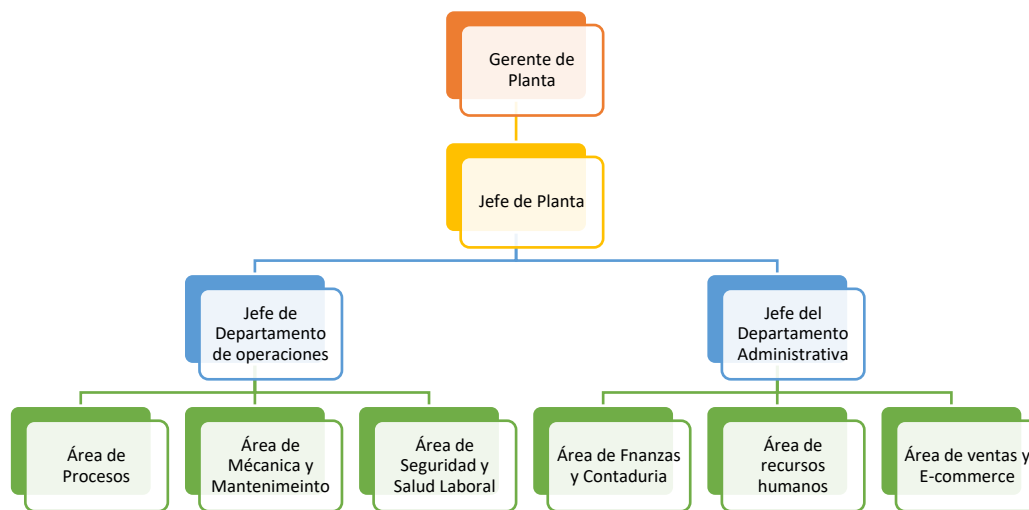 Gerente de
Planta
Jefe de Planta
Jefe de
Departamento
de operaciones
Jefe del
Departamento
Administrativa
Área de
Procesos
Área de
Mécanica y
Mantenimeinto
Área de
Seguridad y
Salud Laboral
Área de Fnanzas
y Contaduria
Área de
recursos
humanos
Área de ventas y
E-commerce